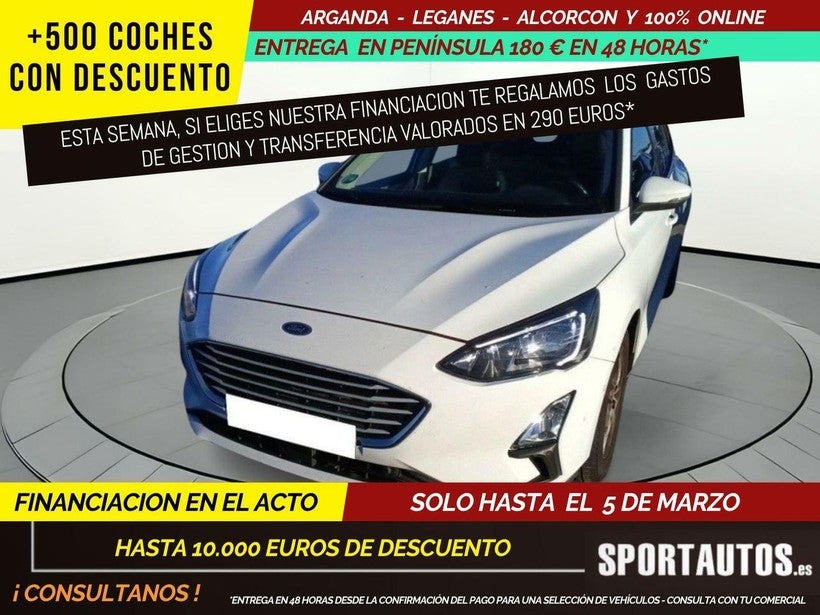 +500 COCHES
CON DESCUENTO
ARGANDA - LEGANES - ALCORCON Y 100% ONLINE
ENTREGA EN PENÍNSULA 180 € EN 48 HORAS*
ESTA SEMANA, SI ELIGES NUESTRA FINANCIACION TE REGALAMOS LOS GASTOS
DE GESTION Y TRANSFERENCIA VALORADOS EN 290 EUROS*
Ford
FINANCIACION EN EL ACTO
SOLO HASTA EL 5 DE MARZO
HASTA 10.000 EUROS DE DESCUENTO
SPORTAUTOS.es
¡ CONSULTANOS !
*ENTREGA EN 48 HORAS DESDE LA CONFIRMACIÓN DEL PAGO PARA UNA SELECCIÓN DE VEHÍCULOS - CONSULTA CON TU COMERCIAL